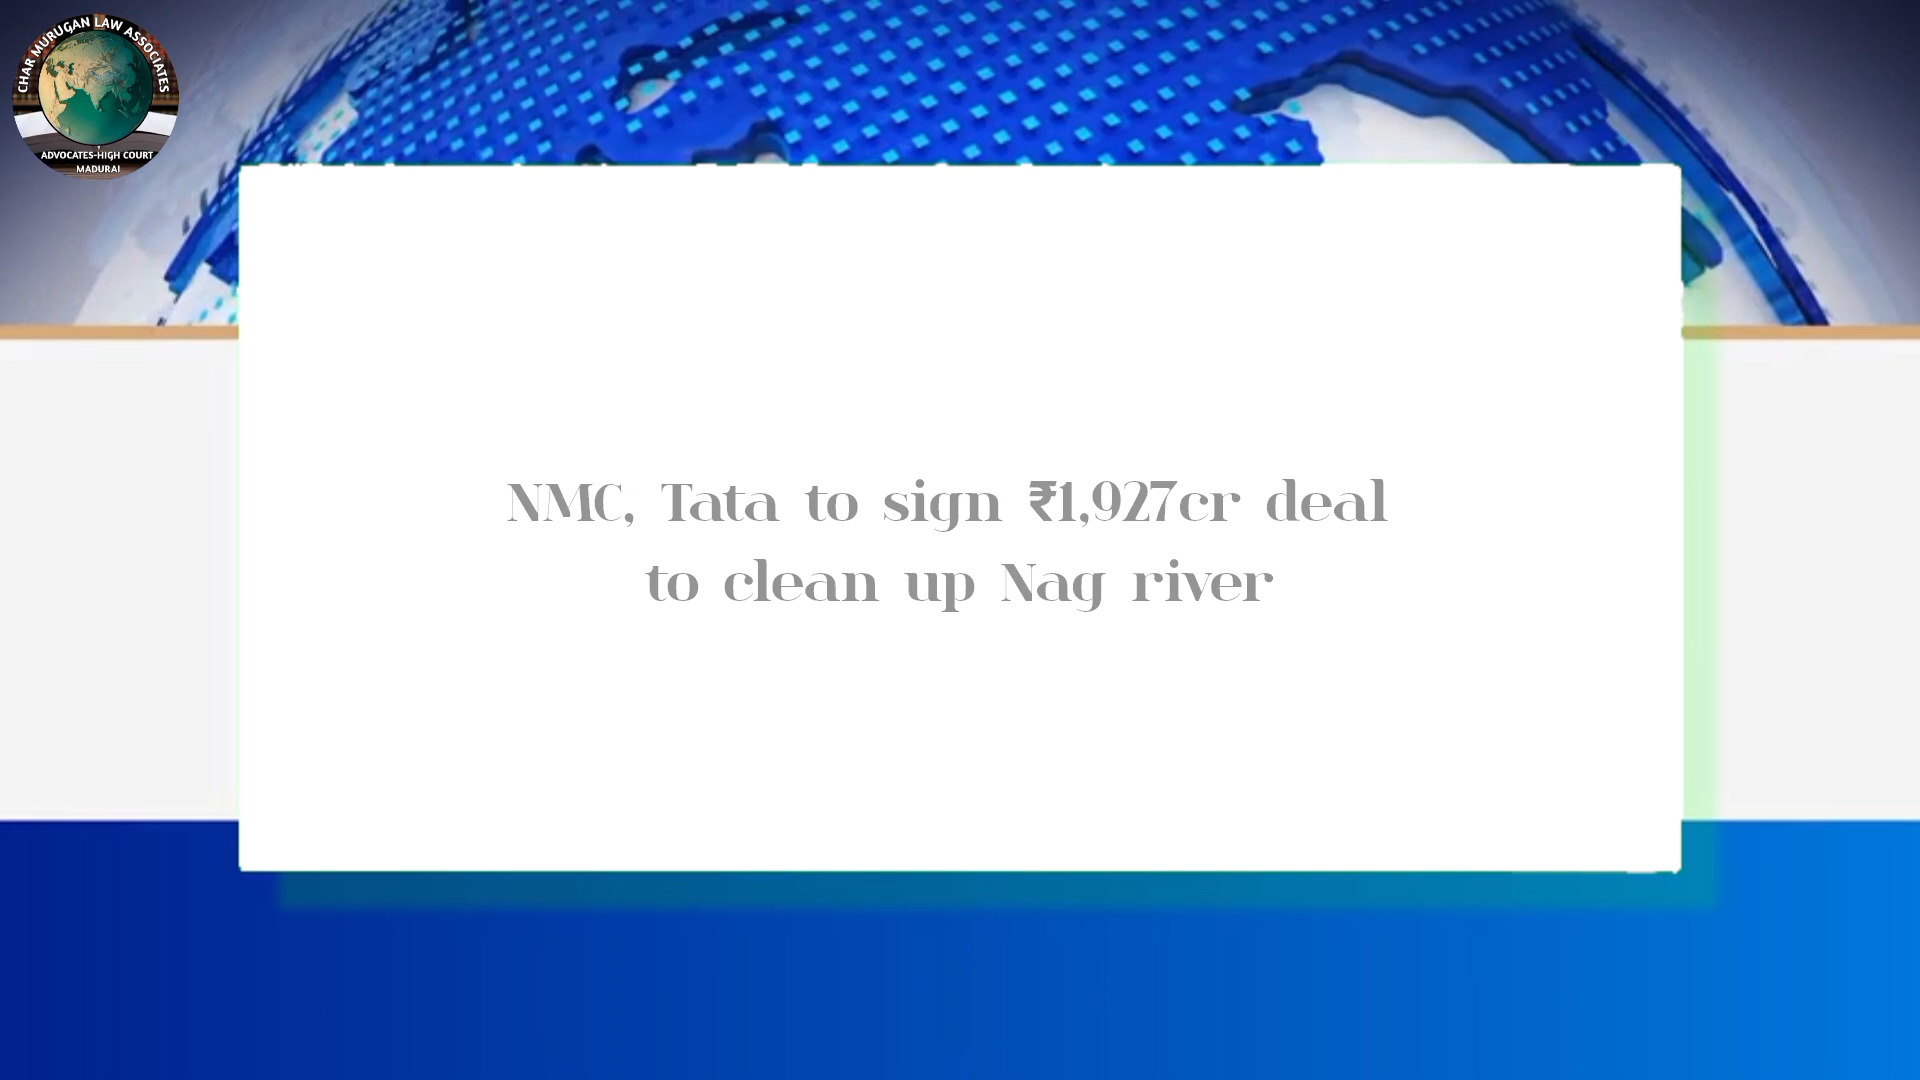 CHAR MURUGAN LAW ASSOCIATES
ADVOCATES-HIGH COURT
MADURAI
NMC, Tata to sign ₹1,927cr deal
to clean up Nag river